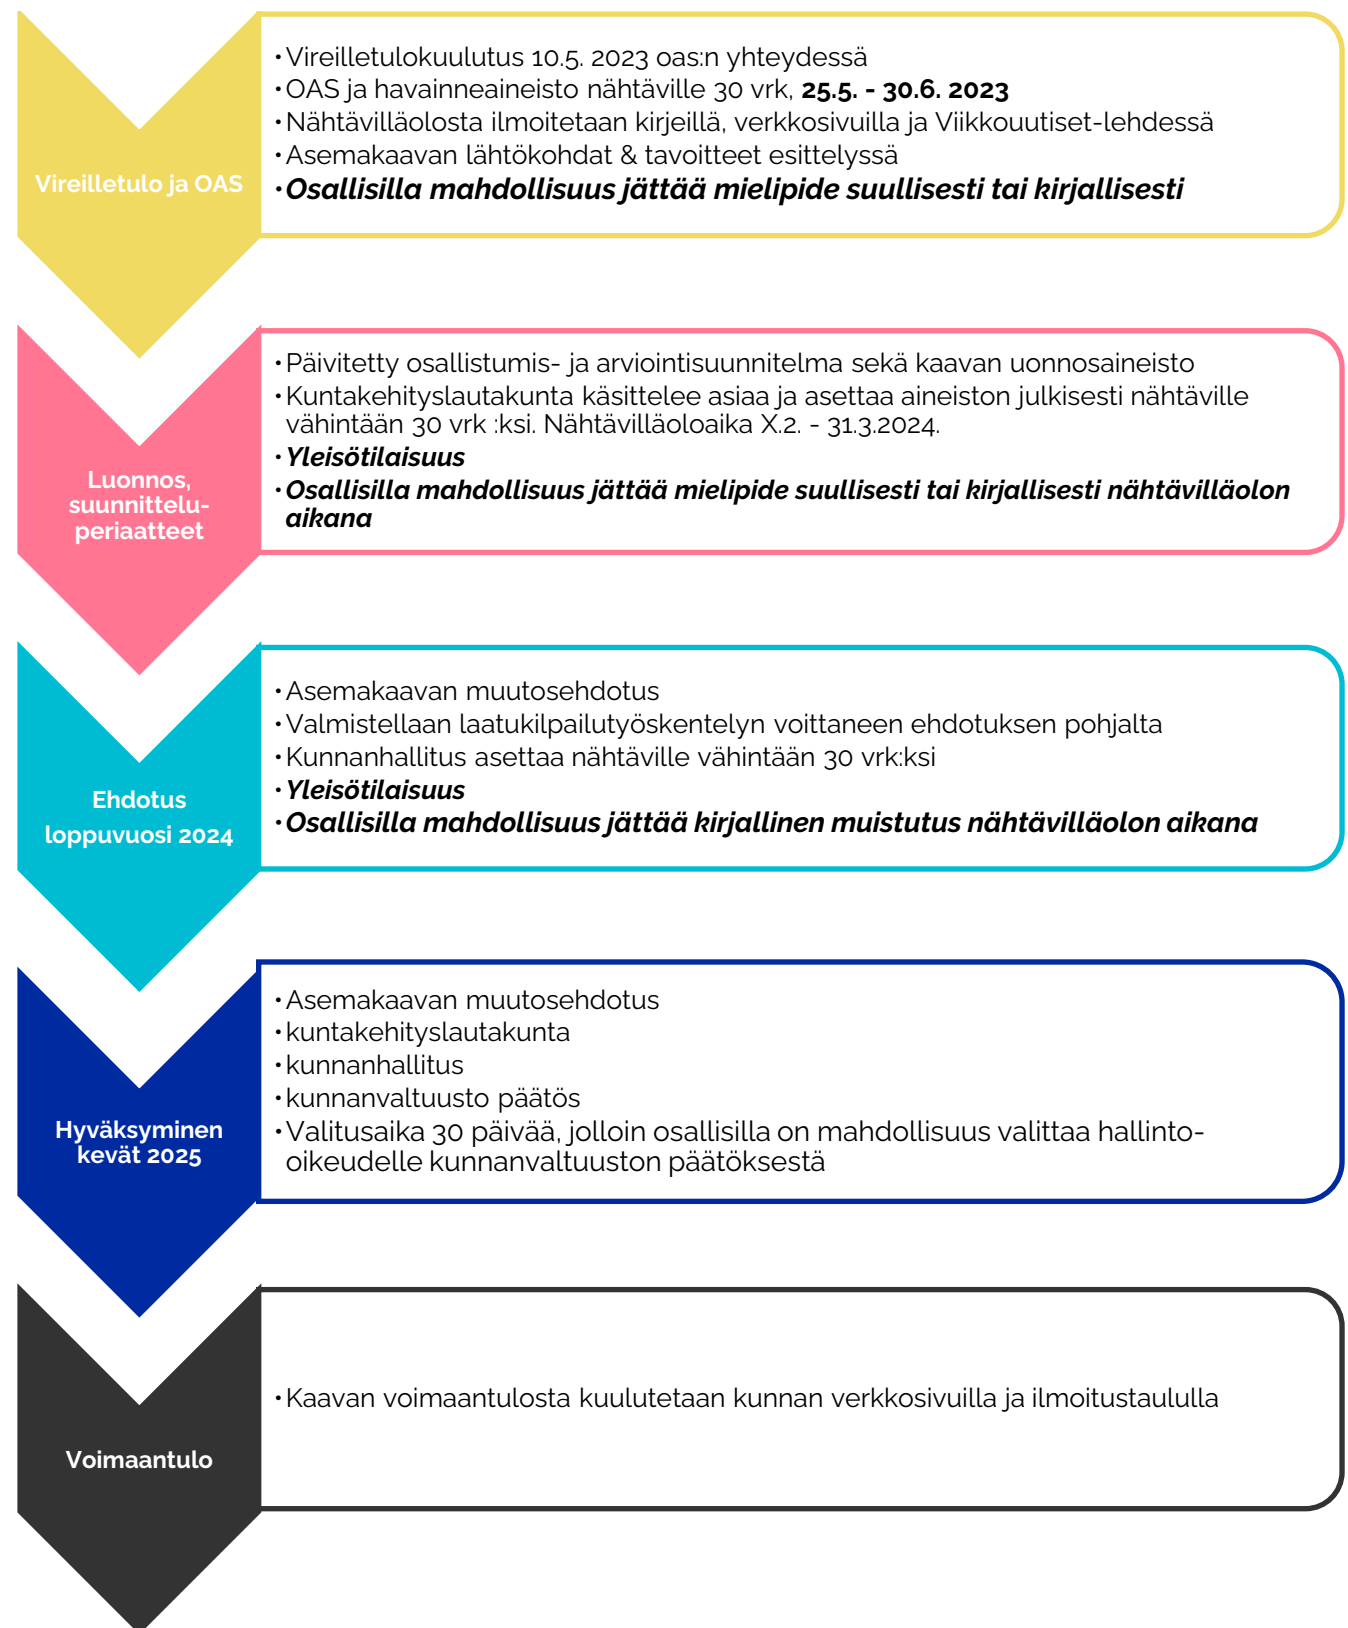 Vireilletulo ja OAS
•Vireilletulokuulutus 10.5. 2023 oas:n yhteydessä
•OAS ja havainneaineisto nähtäville 30 vrk, 25.5. - 30.6. 2023
•Nähtävilläolosta ilmoitetaan kirjeillä, verkkosivuilla ja Viikkouutiset-lehdessä
•Asemakaavan lähtökohdat & tavoitteet esittelyssä
•Osallisilla mahdollisuus jättää mielipide suullisesti tai kirjallisesti
Luonnos,
suunnittelu-
periaatteet
•Päivitetty osallistumis- ja arviointisuunnitelma sekä kaavan uonnosaineisto
•Kuntakehityslautakunta käsittelee asiaa ja asettaa aineiston julkisesti nähtäville
vähintään 30 vrk :ksi. Nähtävilläoloaika X.2. - 31.3.2024.
•Yleisötilaisuus
•Osallisilla mahdollisuus jättää mielipide suullisesti tai kirjallisesti nähtävilläolon
aikana
Ehdotus
loppuvuosi 2024
•Asemakaavan muutosehdotus
•Valmistellaan laatukilpailutyöskentelyn voittaneen ehdotuksen pohjalta
•Kunnanhallitus asettaa nähtäville vähintään 30 vrk:ksi
•Yleisötilaisuus
•Osallisilla mahdollisuus jättää kirjallinen muistutus nähtävilläolon aikana
Hyväksyminen
kevät 2025
•Asemakaavan muutosehdotus
•kuntakehityslautakunta
•kunnanhallitus
•kunnanvaltuusto päätös
•Valitusaika 30 päivää, jolloin osallisilla on mahdollisuus valittaa hallinto-
oikeudelle kunnanvaltuuston päätöksestä
Voimaantulo
•Kaavan voimaantulosta kuulutetaan kunnan verkkosivuilla ja ilmoitustaululla